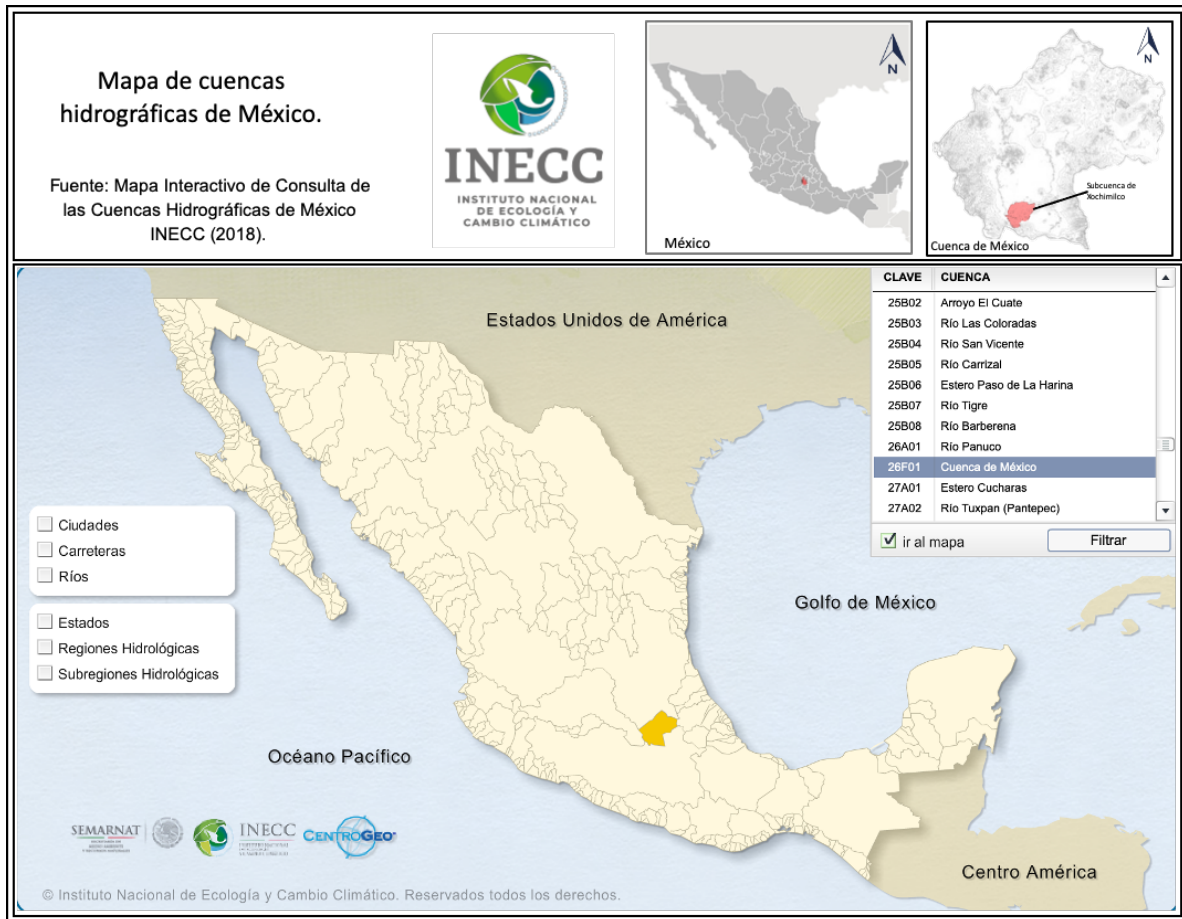 Mapa de cuencas
hidrográficas de México.
Fuente: Mapa Interactivo de Consulta de
las Cuencas Hidrográficas de México
INECC (2018).
INECC
INSTITUTO NACIONAL
DE ECOLOGÍA Y
CAMBIO CLIMÁTICO
N
México
N
Subcuenca de
Xochimilco
Cuenca de México
Estados Unidos de América
CLAVE CUENCA
25B02 Arroyo El Cuate
25B03 Río Las Coloradas
25B04 Río San Vicente
25B05 Río Carrizal
25B06 Estero Paso de La Harina
25B07 Río Tigre
25B08 Río Barberena
26A01 Río Panuco
26F01 Cuenca de México
27A01 Estero Cucharas
27A02 Río Tuxpan (Pantepec)
ir al mapa Filtrar
Ciudades
Carreteras
Ríos
Estados
Regiones Hidrológicas
Subregiones Hidrológicas
Golfo de México
Océano Pacífico
SEMARNAT
INECC
CENTROGEO
Centro América
© Instituto Nacional de Ecología y Cambio Climático. Reservados todos los derechos.